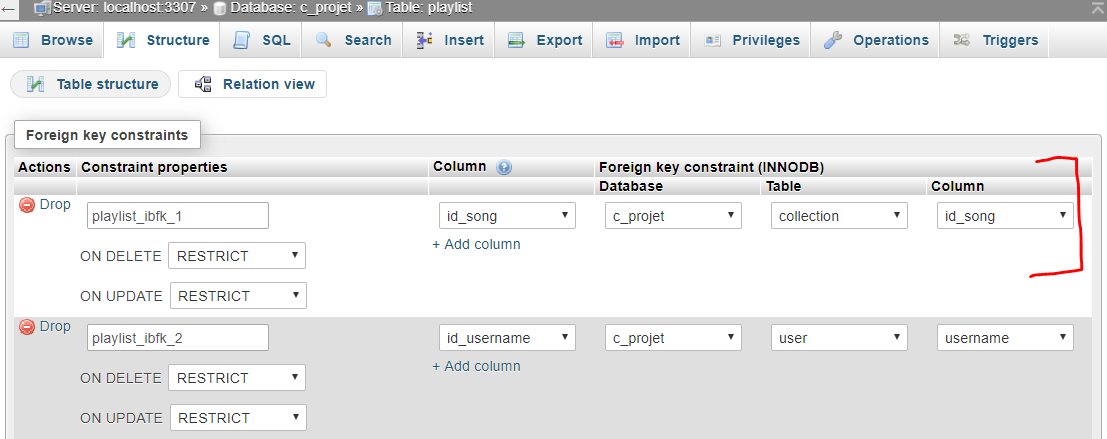 Server: localhost:3307 » Database: c_projet » Table: playlist
Browse Structure SQL Search Insert Export Import Privileges Operations Triggers
Table structure Relation view
Foreign key constraints
Actions Constraint properties Column Foreign key constraint (INNODB)
Database Table Column
Drop playlist_ibfk_1 id_song c_projet collection id_song
+ Add column
ON DELETE RESTRICT
ON UPDATE RESTRICT
Drop playlist_ibfk_2 id_username c_projet user username
+ Add column
ON DELETE RESTRICT
ON UPDATE RESTRICT